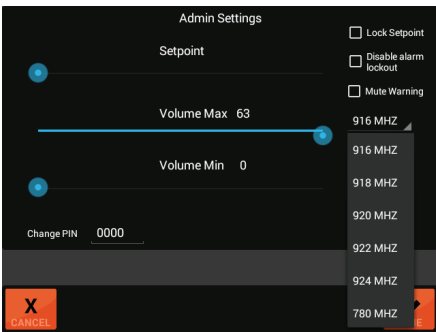 Admin Settings
Lock Setpoint
Setpoint
Disable alarm
lockout
Mute Warning
Volume Max 63
916 MHZ
916 MHZ
Volume Min 0
918 MHZ
920 MHZ
Change PIN 0000
922 MHZ
924 MHZ
X
CANCEL
780 MHZ